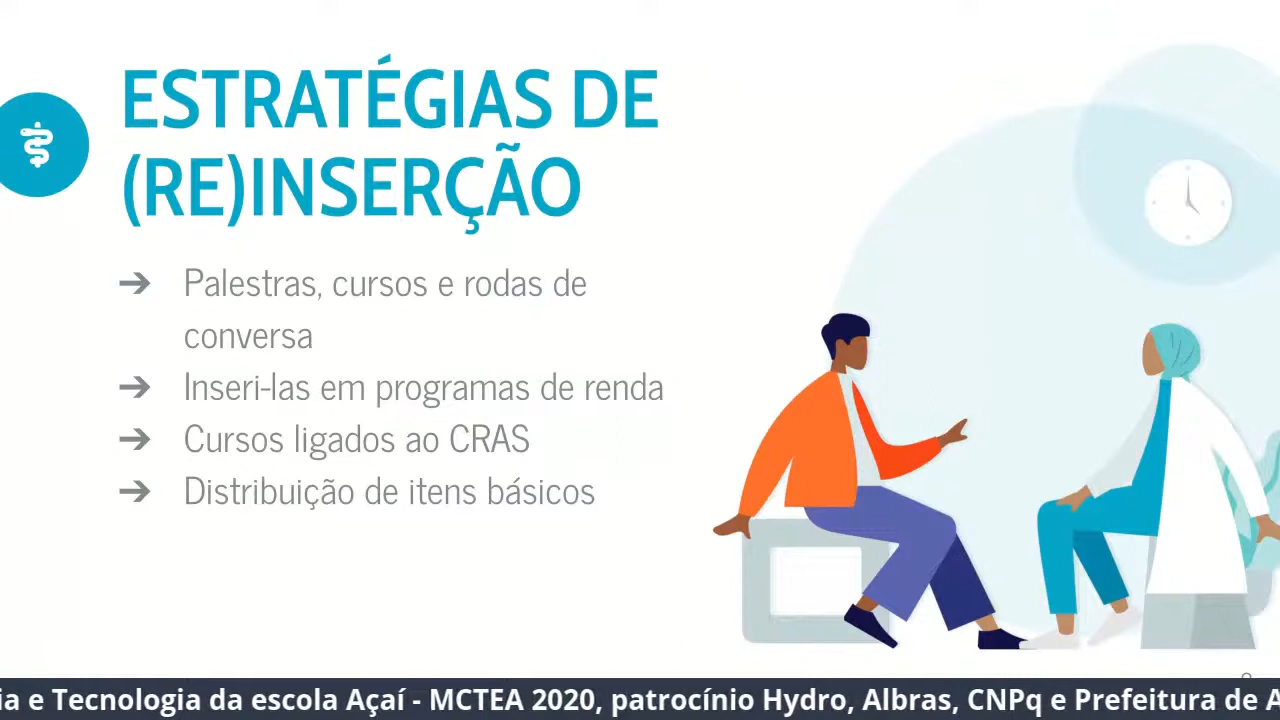 ESTRATÉGIAS DE
(RE)INSERÇÃO
➔ Palestras, cursos e rodas de
conversa
➔ Inseri-las em programas de renda
➔ Cursos ligados ao CRAS
➔ Distribuição de itens básicos
e Tecnologia da escola Açaí - MCTEA 2020, patrocínio Hydro, Albras, CNPq e Prefeitura de